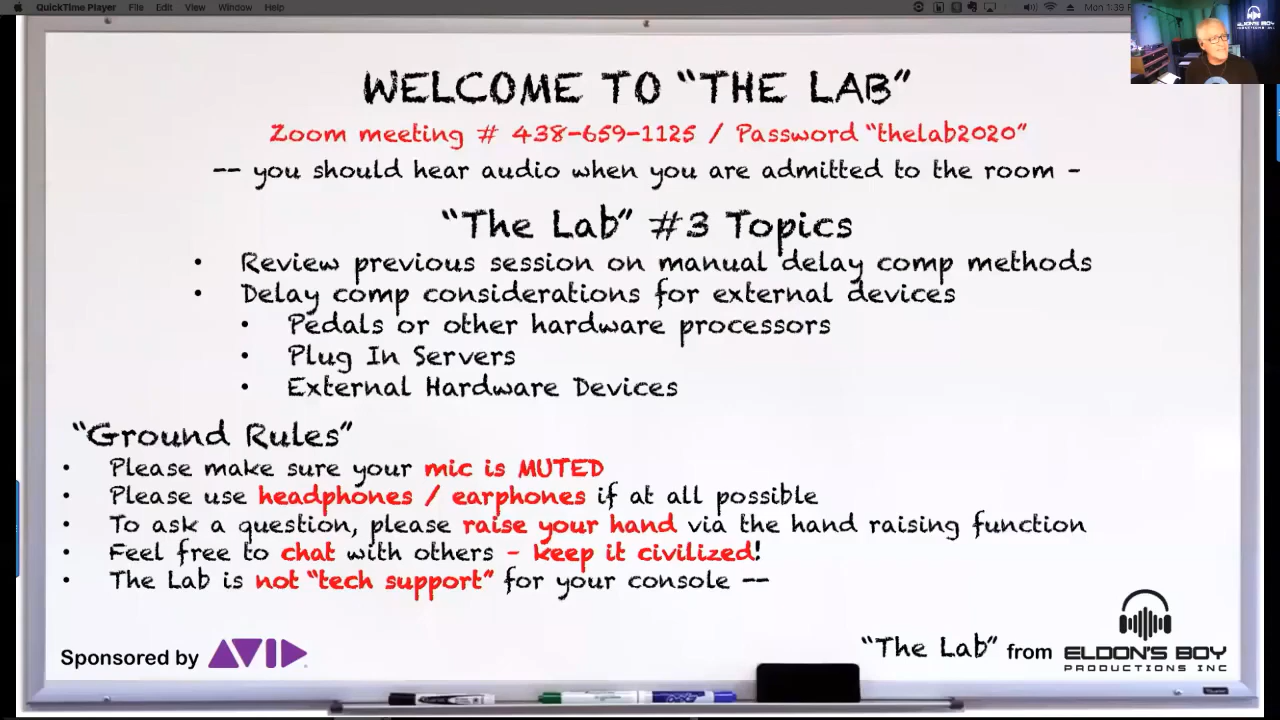 QuickTime Player File Edit View Window Help
Mon 1:39
WELCOME TO “THE LAB”
Zoom meeting # 438-659-1125 / Password “thelab2020”
-- you should hear audio when you are admitted to the room -
“The Lab” #3 Topics
• Review previous session on manual delay comp methods
• Delay comp considerations for external devices
• Pedals or other hardware processors
• Plug In Servers
• External Hardware Devices
“Ground Rules”
• Please make sure your mic is MUTED
• Please use headphones / earphones if at all possible
• To ask a question, please raise your hand via the hand raising function
• Feel free to chat with others - keep it civilized!
• The Lab is not “tech support” for your console --
Sponsored by AVID
“The Lab” from ELDON'S BOY
PRODUCTIONS INC